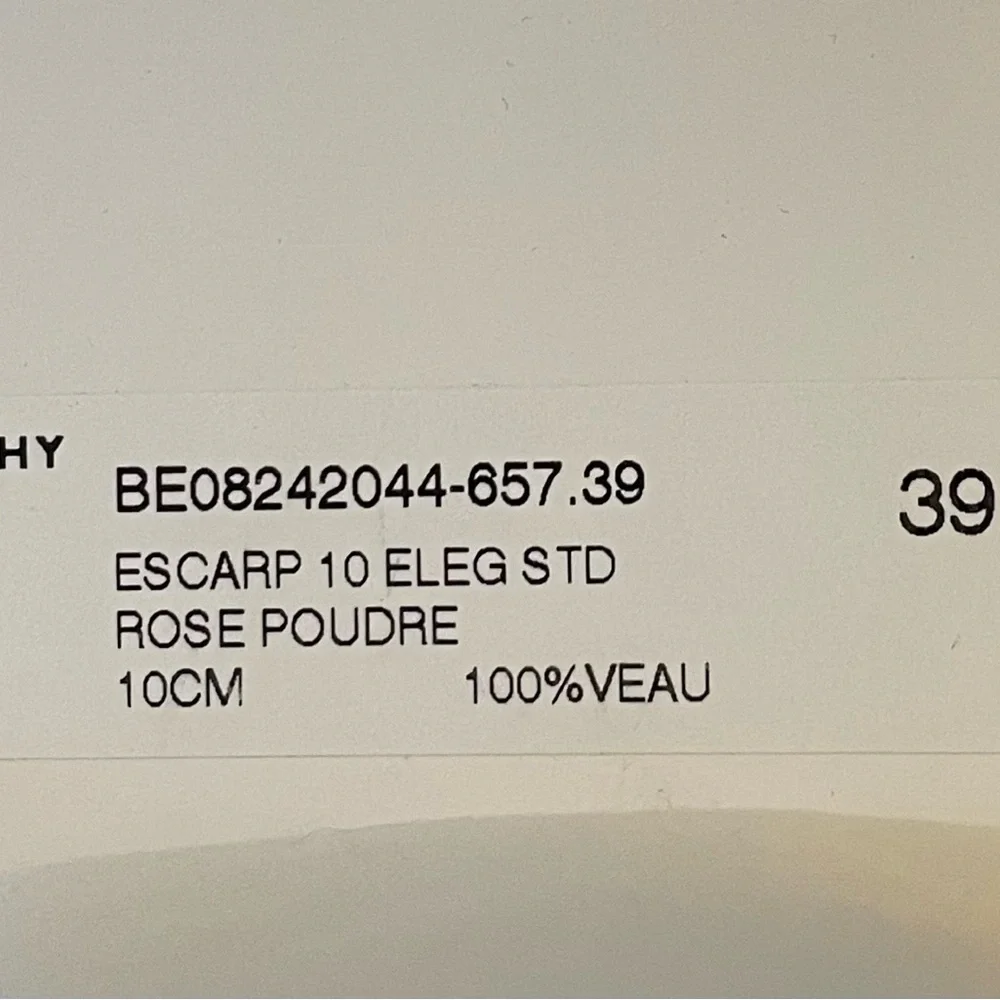 HY
BE08242044-657.39
39
ESCARP 10 ELEG STD
ROSE POUDRE
10CM 100%VEAU